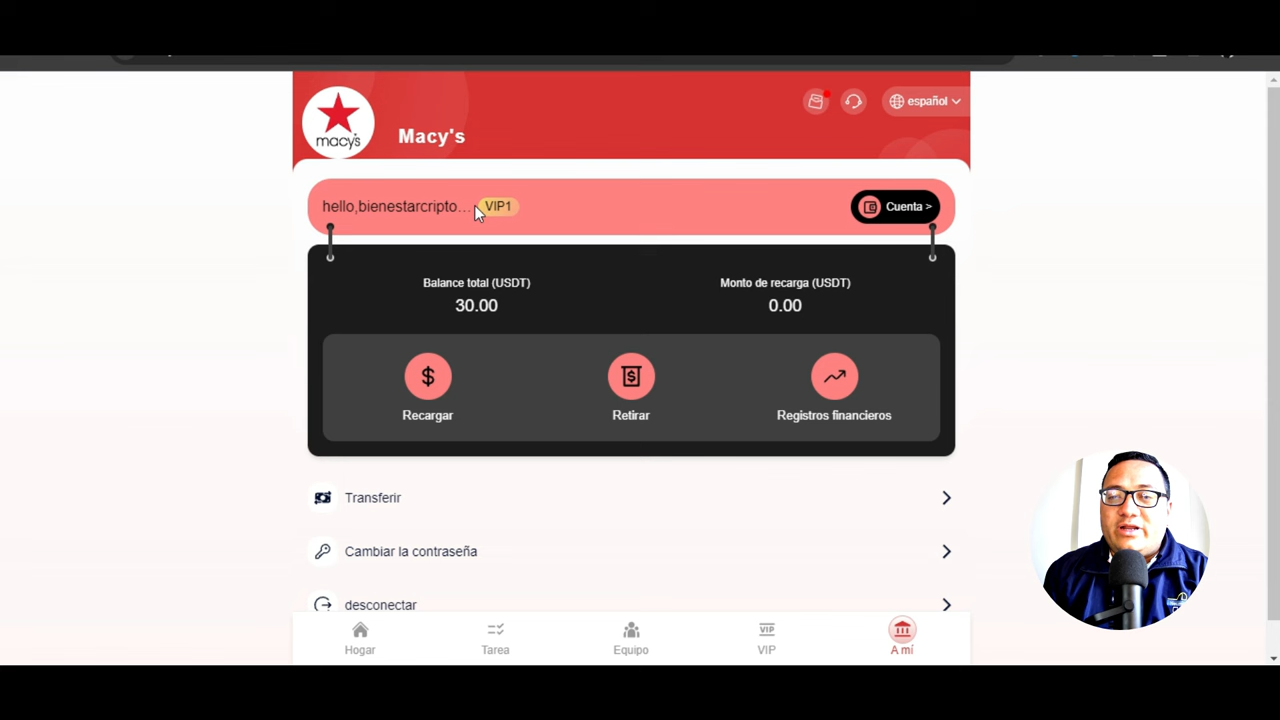 macy's
Macy's
español
hello,bienestarcripto...
VIP1
Cuenta >
Balance total (USDT)
30.00
Monto de recarga (USDT)
0.00
Recargar
Retirar
Registros financieros
Transferir
Cambiar la contraseña
desconectar
Hogar
Tarea
Equipo
VIP
VIP
A mí